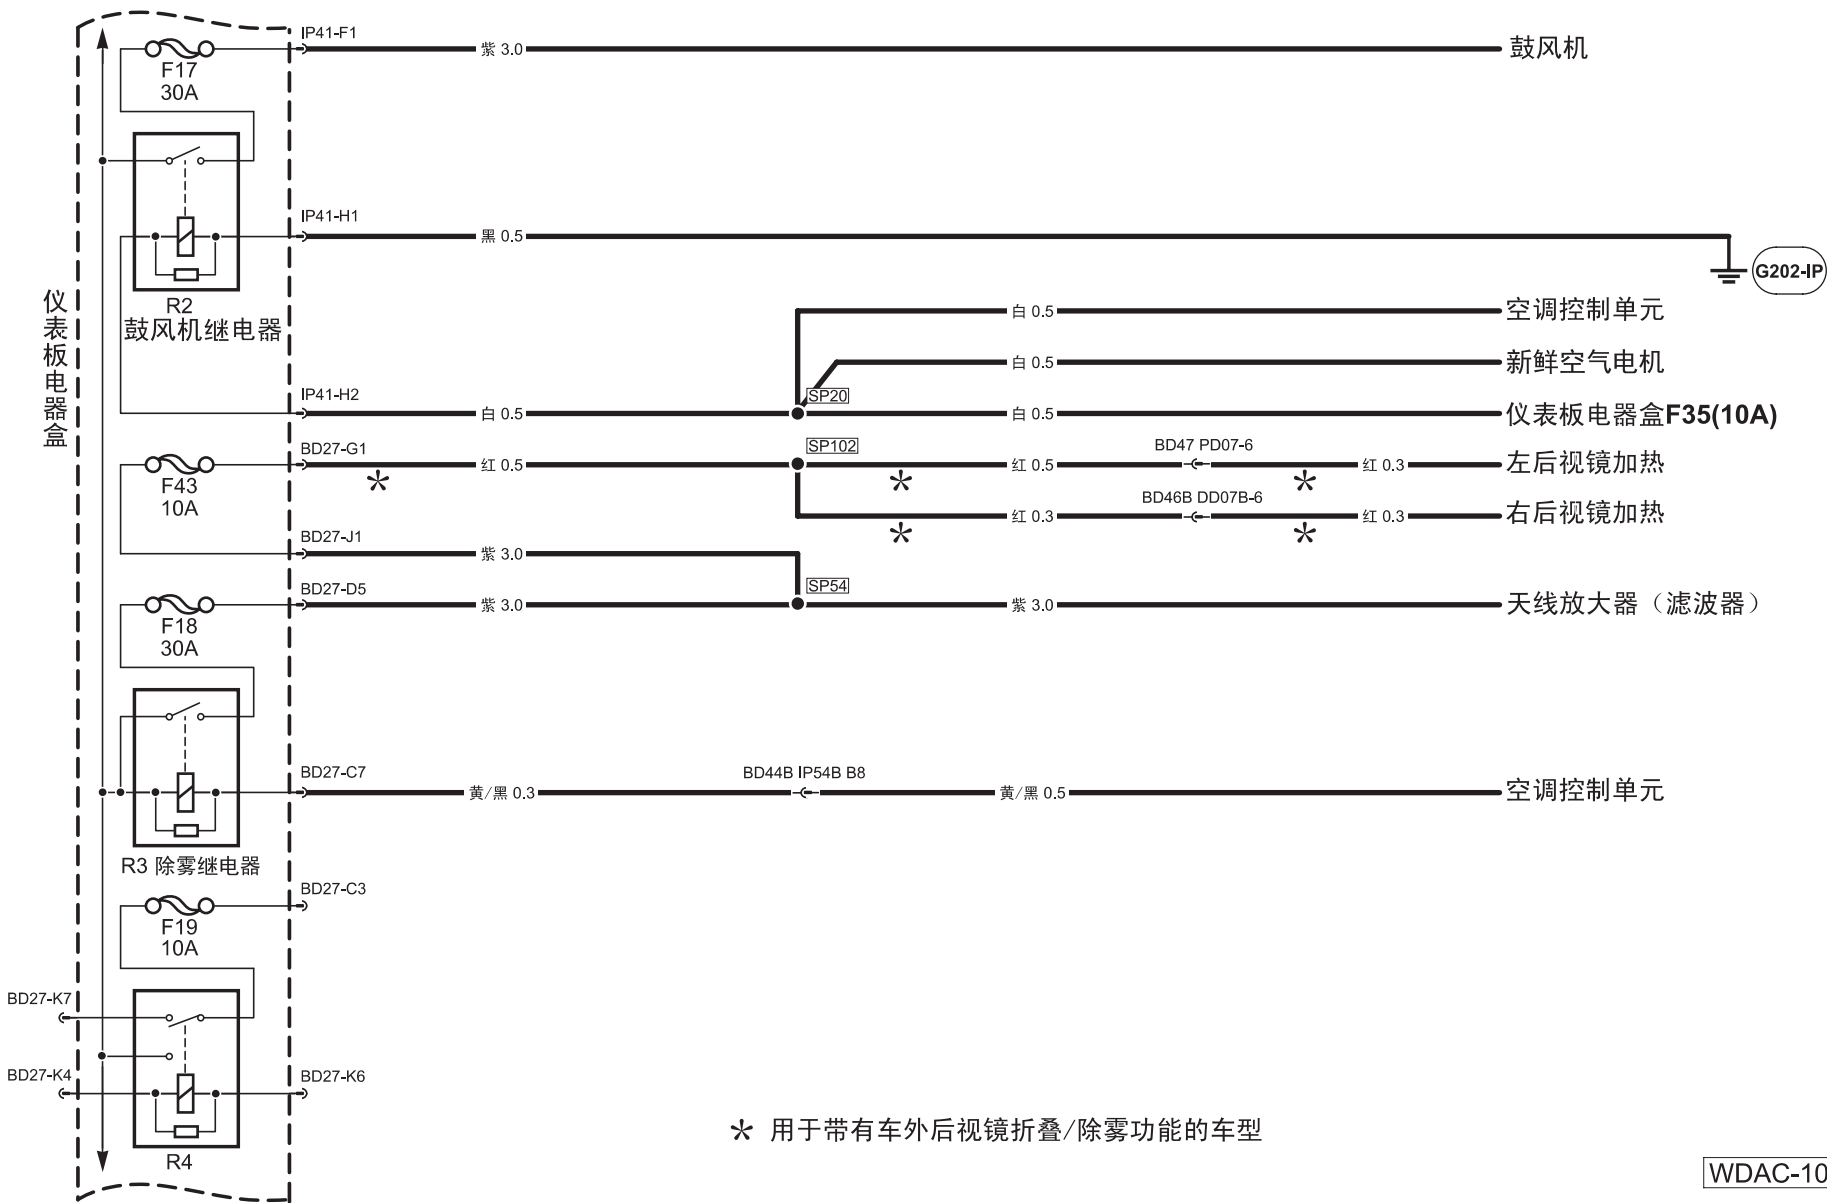 IP41-F1
紫 3.0
鼓风机
F17
30A
IP41-H1
黑 0.5
G202-IP
R2
鼓风机继电器
仪表板电器盒
白 0.5
空调控制单元
白 0.5
新鲜空气电机
IP41-H2
白 0.5
SP20
白 0.5
仪表板电器盒F35(10A)
BD27-G1
红 0.5
SP102
红 0.5
BD47 PD07-6
红 0.3
左后视镜加热
*
*
*
F43
10A
红 0.3
BD46B DD07B-6
红 0.3
右后视镜加热
*
*
BD27-J1
紫 3.0
BD27-D5
紫 3.0
SP54
紫 3.0
天线放大器（滤波器）
F18
30A
BD27-C7
黄/黑 0.3
BD44B IP54B B8
黄/黑 0.5
空调控制单元
R3 除雾继电器
BD27-C3
F19
10A
BD27-K7
BD27-K4
BD27-K6
R4
* 用于带有车外后视镜折叠/除雾功能的车型
WDAC-10